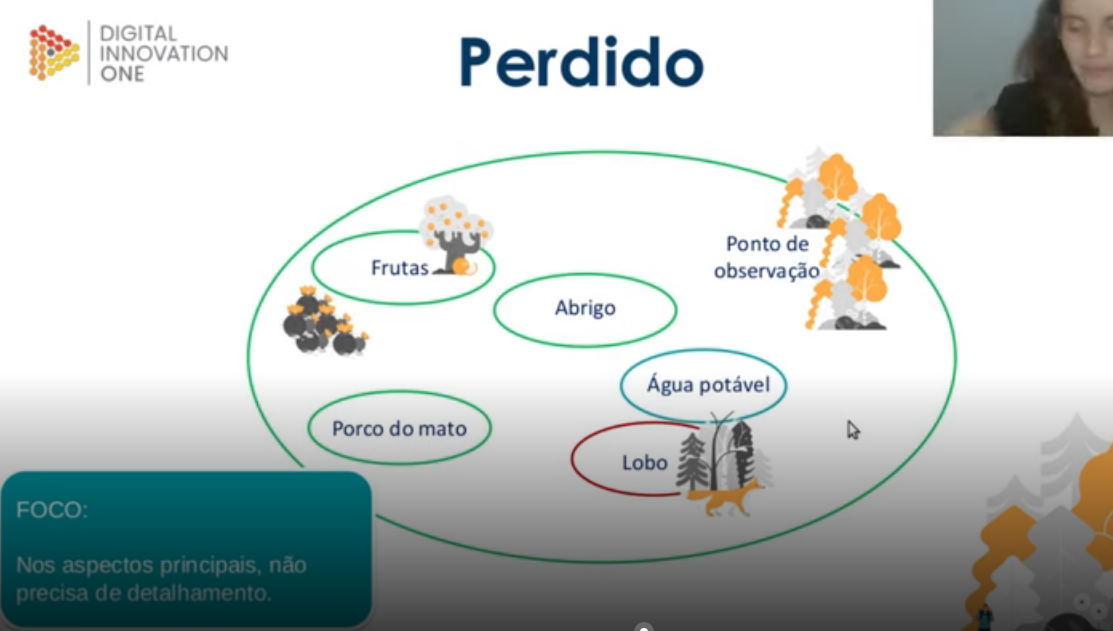 DIGITAL
INNOVATION
ONE
Perdido
Frutas
Ponto de
observação
Abrigo
Água potável
Porco do mato
Lobo
FOCO:
Nos aspectos principais, não
precisa de detalhamento.